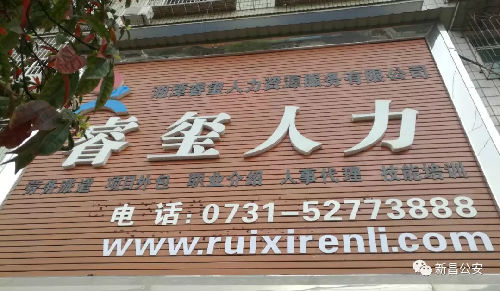 湘潭睿玺人力资源服务有限公司
睿玺人力
劳务派遣 项目外包 职业介绍 人事代理 技能培训
电 话:0731-52773888
www.ruixirenli.com
新昌公安